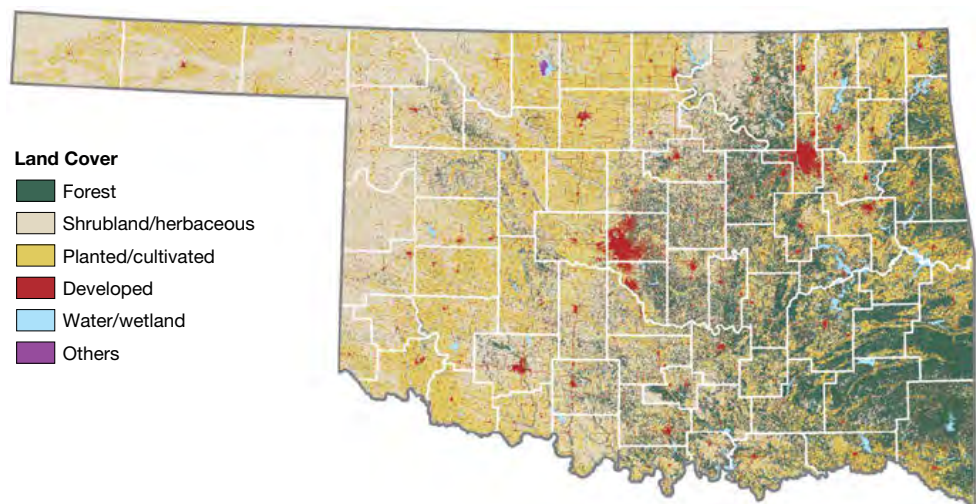 Land Cover
Forest
Shrubland/herbaceous
Planted/cultivated
Developed
Water/wetland
Others